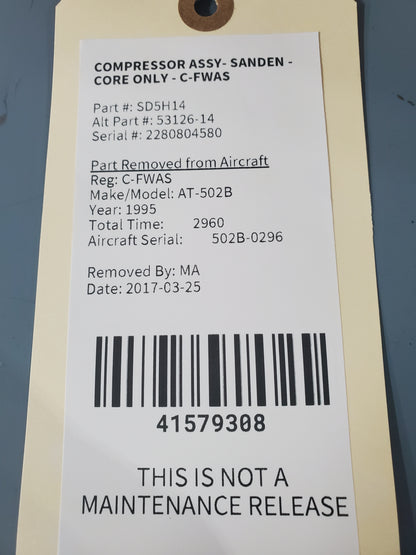 COMPRESSOR ASSY- SANDEN -
CORE ONLY - C-FWAS
Part #: SD5H14
Alt Part #: 53126-14
Serial #: 2280804580
Part Removed from Aircraft
Reg: C-FWAS
Make/Model: AT-502B
Year: 1995
Total Time: 2960
Aircraft Serial: 502B-0296
Removed By: MA
Date: 2017-03-25
41579308
THIS IS NOT A
MAINTENANCE RELEASE